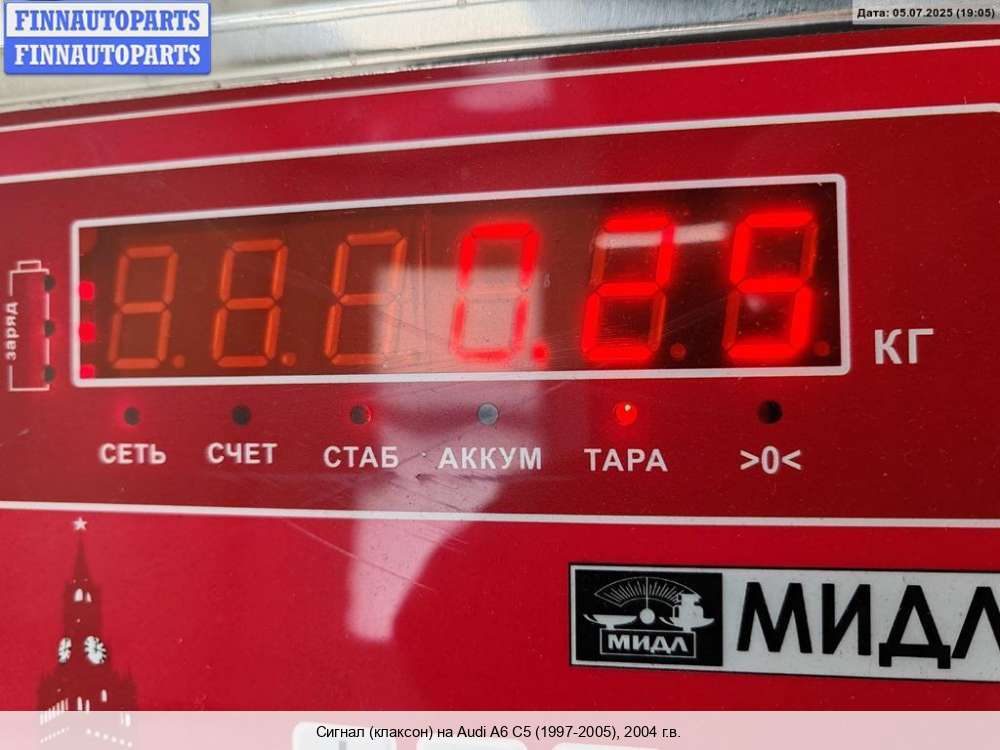 FINNAUTOPARTS
FINNAUTOPARTS
Дата: 05.07.2025 (19:05)
0.25
КГ
заряд
СЕТЬ СЧЕТ СТАБ АККУМ ТАРА >0<
МИДЛ
МИДЛ
Сигнал (клаксон) на Audi A6 C5 (1997-2005), 2004 г.в.